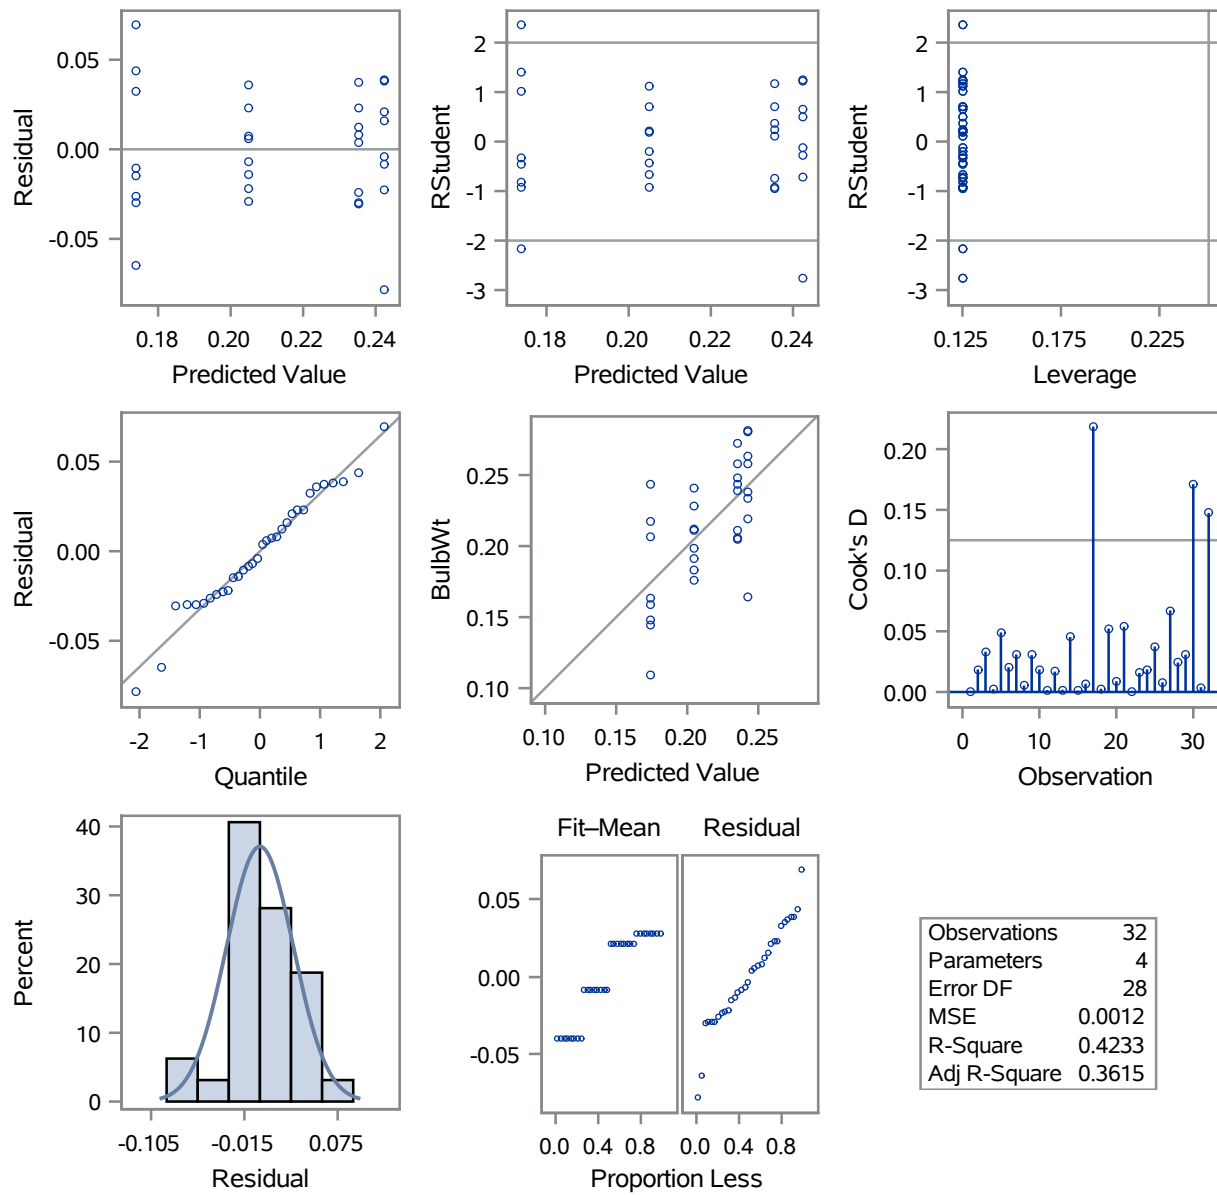 0.05
0.00
-0.05
Residual
0.18 0.20 0.22 0.24
Predicted Value
2
1
0
-1
-2
-3
RStudent
0.18 0.20 0.22 0.24
Predicted Value
2
1
0
-1
-2
-3
RStudent
0.125 0.175 0.225
Leverage
0.05
0.00
-0.05
Residual
-2 -1 0 1 2
Quantile
0.25
0.20
0.15
0.10
BulbWt
0.10 0.15 0.20 0.25
Predicted Value
0.20
0.15
0.10
0.05
0.00
Cook's D
0 10 20 30
Observation
40
30
20
10
0
Percent
-0.105 -0.015 0.075
Residual
Fit–Mean Residual
0.05
0.00
-0.05
0.0 0.4 0.8 0.0 0.4 0.8
Proportion Less
Observations 32
Parameters 4
Error DF 28
MSE 0.0012
R-Square 0.4233
Adj R-Square 0.3615